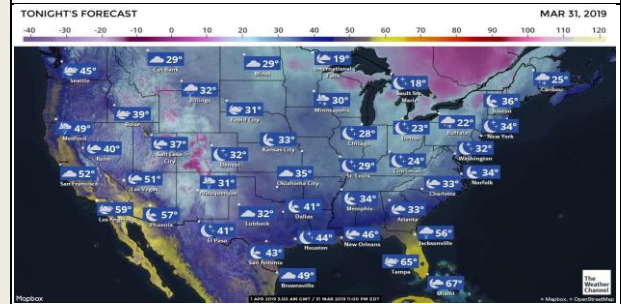 TONIGHT'S FORECAST
MAR 31, 2019
-40 -30 -20 -10 0 10 20 30 40 50 60 70 80 90 100 110 120
45°
Seattle
29°
Cut Bank
29°
Minot
19°
International Falls
18°
Sault Ste. Marie
25°
Caribou
32°
Billings
31°
Rapid City
30°
Minneapolis
36°
Boston
49°
Medford
39°
Boise
28°
Chicago
23°
Detroit
22°
Buffalo
34°
New York
40°
Reno
37°
Salt Lake City
32°
Denver
33°
Kansas City
29°
St. Louis
24°
Cincinnati
32°
Washington
52°
San Francisco
51°
Las Vegas
31°
Albuquerque
35°
Oklahoma City
34°
Memphis
33°
Charlotte
34°
Norfolk
59°
Los
57°
Phoenix
41°
El Paso
32°
Lubbock
41°
Dallas
33°
Atlanta
43°
San Antonio
44°
Houston
46°
New Orleans
56°
Jacksonville
49°
Brownsville
65°
Tampa
67°
Miami
The
Weather
Channel
Mapbox
1 APR 2019 3:00 AM GMT / 31 MAR 2019 11:00 PM EDT
© Mapbox, © OpenStreetMap